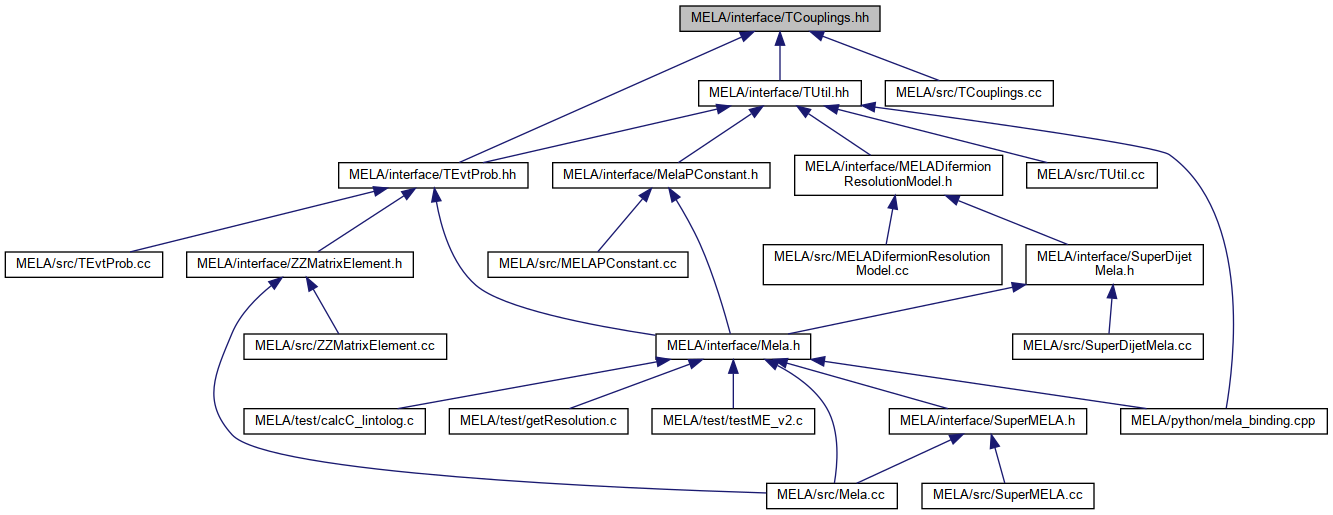 MELA/interface/TCouplings.hh
MELA/interface/TUtil.hh
MELA/src/TCouplings.cc
MELA/interface/TEvtProb.hh
MELA/interface/MelaPConstant.h
MELA/interface/MELADifermion
ResolutionModel.h
MELA/src/TUtil.cc
MELA/src/TEvtProb.cc
MELA/interface/ZZMatrixElement.h
MELA/src/MELAPConstant.cc
MELA/src/MELADifermionResolution
Model.cc
MELA/interface/SuperDijet
Mela.h
MELA/src/ZZMatrixElement.cc
MELA/interface/Mela.h
MELA/src/SuperDijetMela.cc
MELA/test/calcC_lintolog.c
MELA/test/getResolution.c
MELA/test/testME_v2.c
MELA/interface/SuperMELA.h
MELA/python/mela_binding.cpp
MELA/src/Mela.cc
MELA/src/SuperMELA.cc